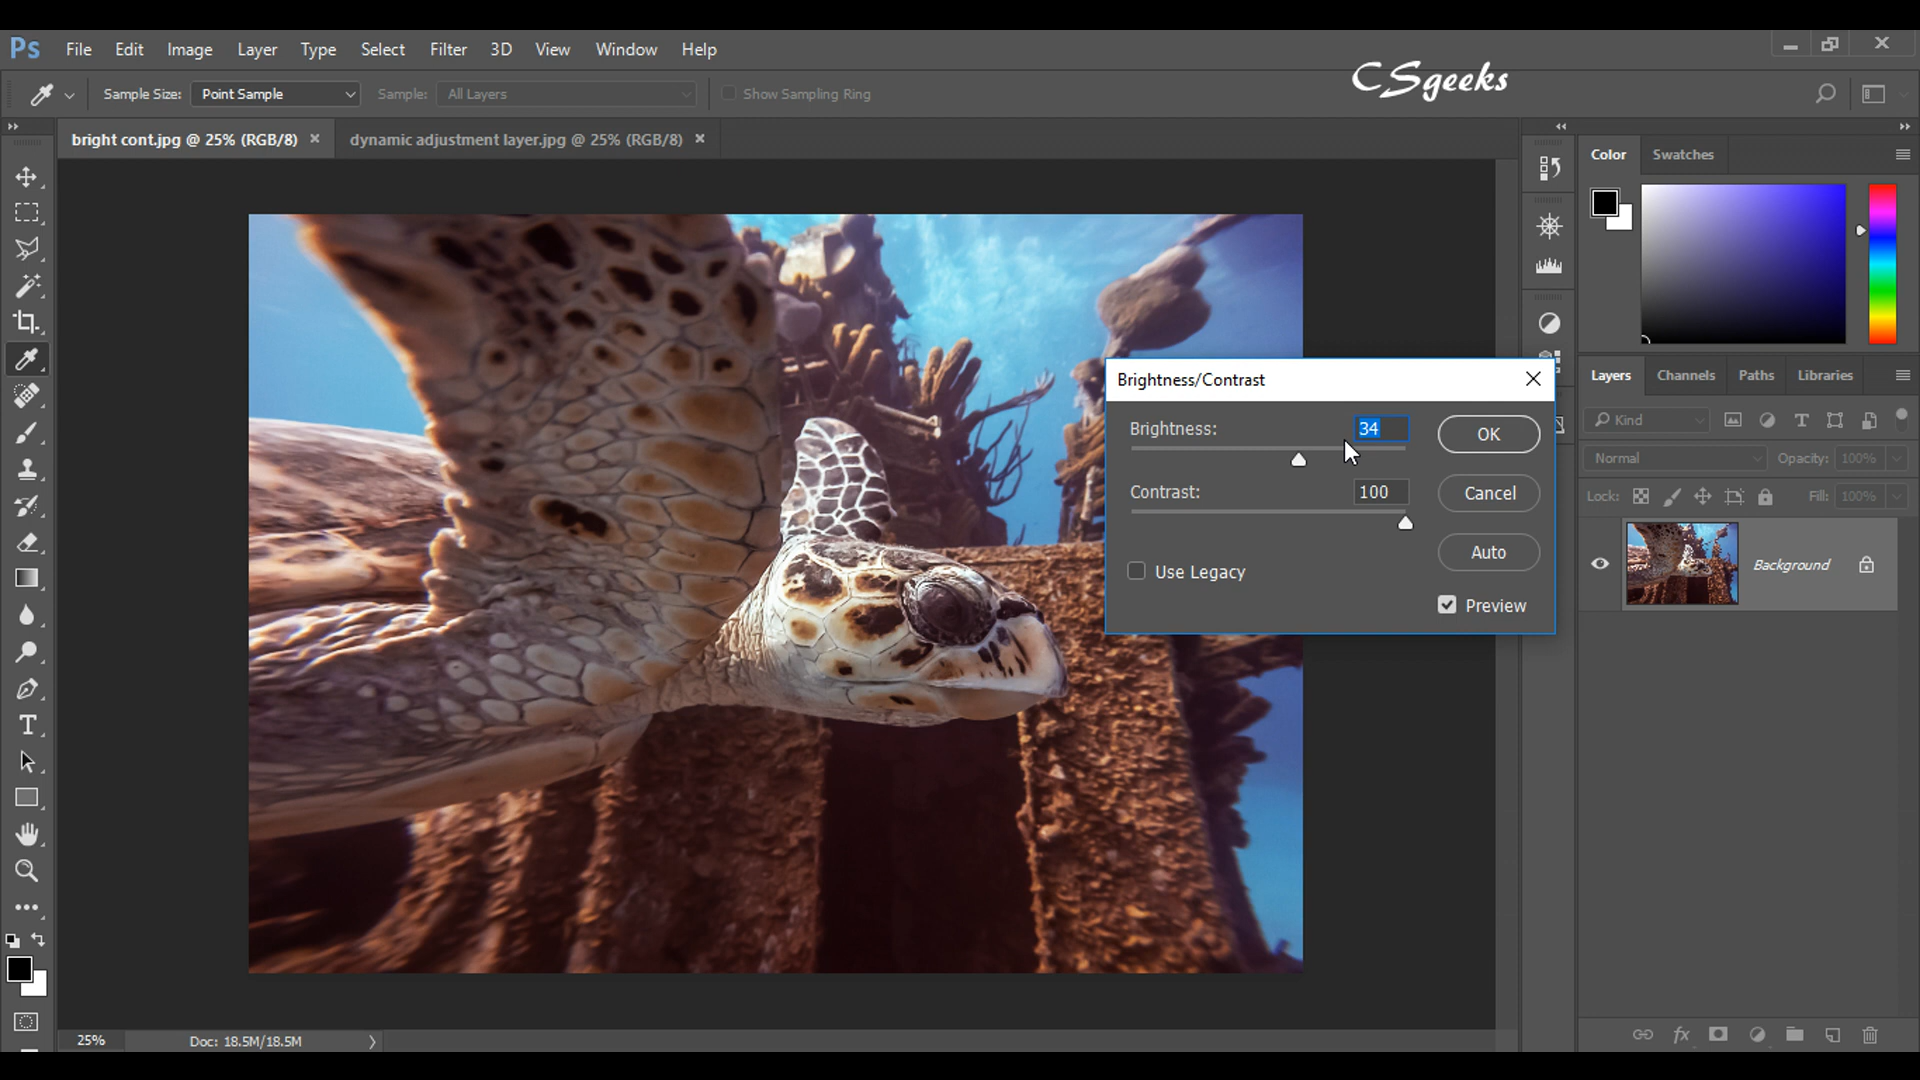 Ps File Edit Image Layer Type Select Filter 3D View Window Help
CSgeeks
Sample Size: Point Sample Sample: All Layers Show Sampling Ring
bright cont.jpg @ 25% (RGB/8) dynamic adjustment layer.jpg @ 25% (RGB/8)
Color Swatches
Layers Channels Paths Libraries
Kind
Normal Opacity: 100%
Lock: Fill: 100%
Background
Brightness/Contrast
Brightness: 34
OK
Contrast: 100
Cancel
Auto
Use Legacy
Preview
25% Doc: 18.5M/18.5M